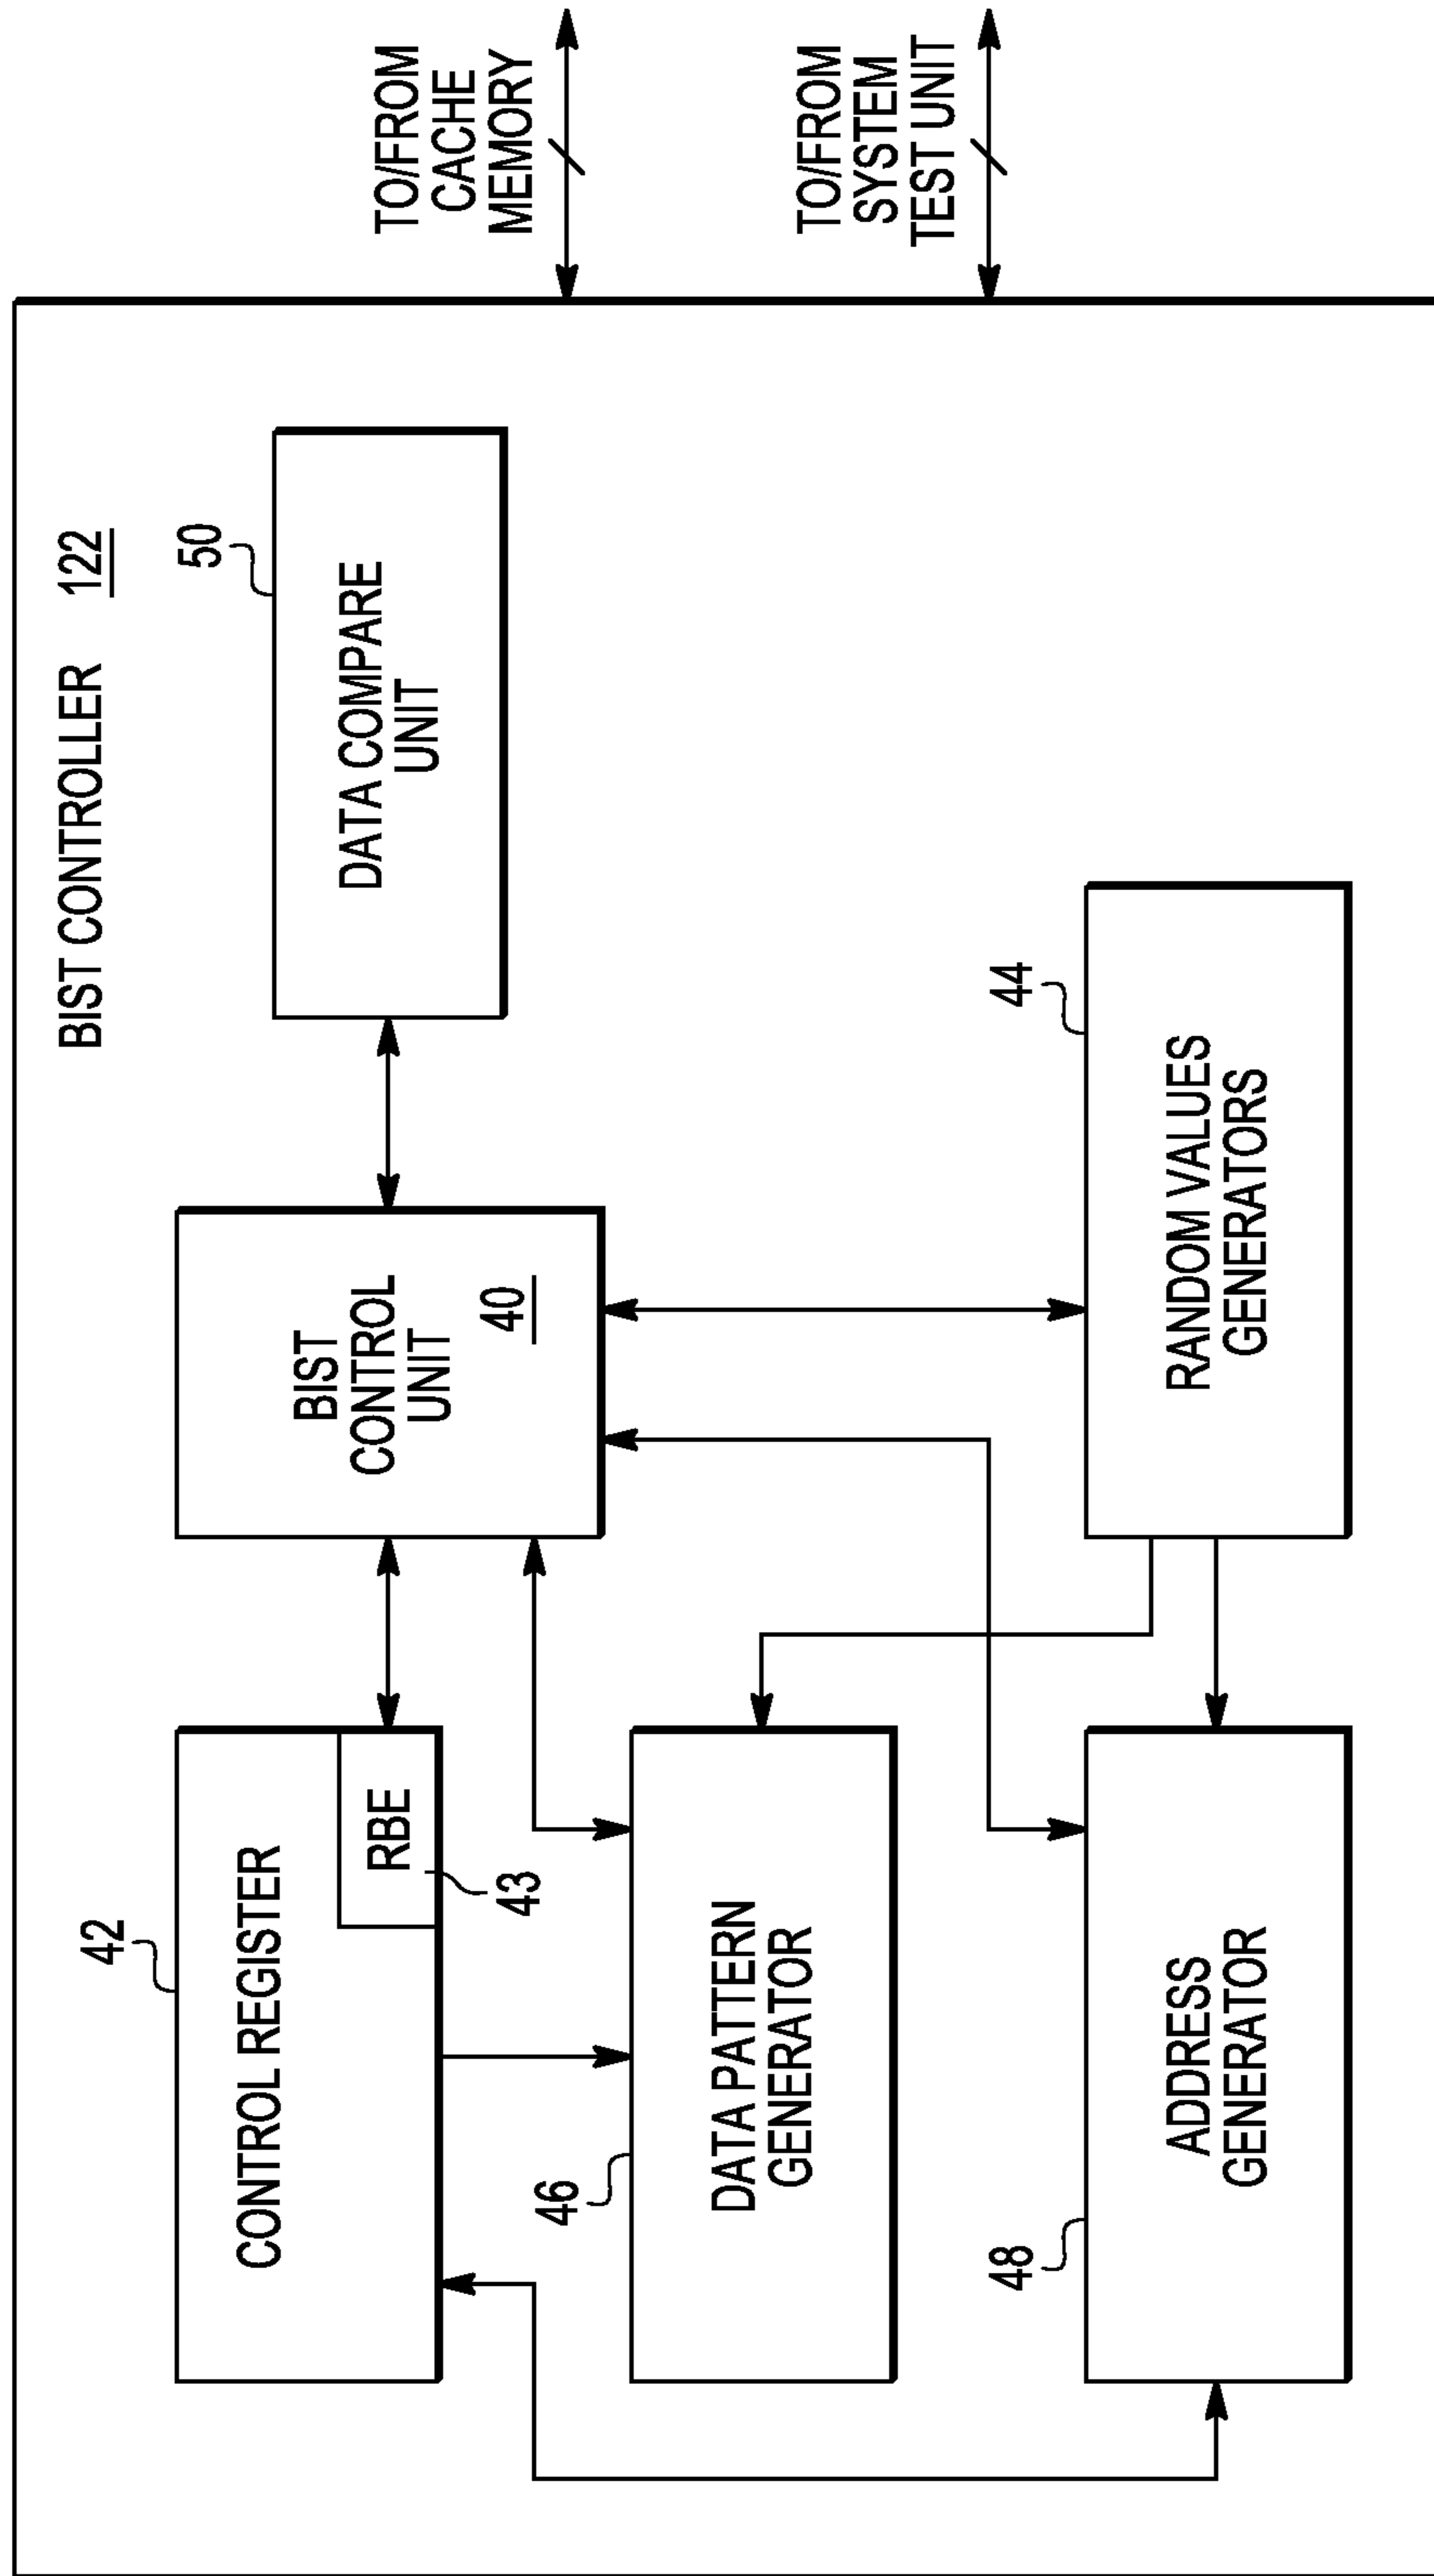 BIST CONTROLLER 122
42
CONTROL REGISTER
RBE
43
BIST
CONTROL
UNIT
40
50
DATA COMPARE
UNIT
TO/FROM
CACHE
MEMORY
46
DATA PATTERN
GENERATOR
48
ADDRESS
GENERATOR
44
RANDOM VALUES
GENERATORS
TO/FROM
SYSTEM
TEST UNIT